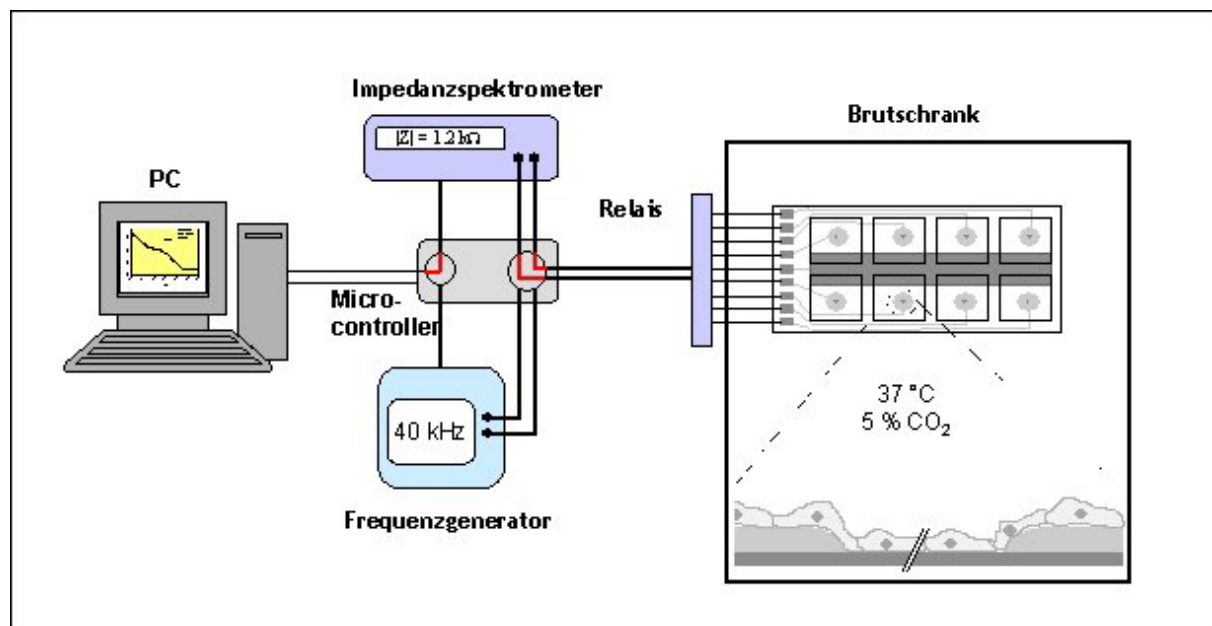 Impedanzspektrometer
|Z| = 1.2 kΩ
Brutschrank
PC
Relais
Micro-
controller
37 °C
5 % CO₂
40 kHz
Frequenzgenerator